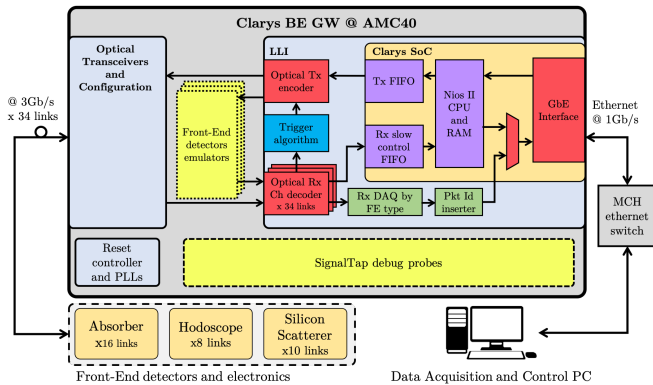 Clarys BE GW @ AMC40
Optical
Transceivers
and
Configuration
LLI
Clarys SoC
Optical Tx
encoder
Tx FIFO
Nios II
CPU
and
RAM
GbE
Interface
@ 3Gb/s
x 34 links
Ethernet
@ 1Gb/s
Front-End
detectors
emulators
Trigger
algorithm
Rx slow
control
FIFO
Optical Rx
Ch decoder
x 34 links
Rx DAQ by
FE type
Pkt Id
inserter
MCH
ethernet
switch
Reset
controller
and PLLs
SignalTap debug probes
Absorber
x16 links
Hodoscope
x8 links
Silicon
Scatterer
x10 links
Front-End detectors and electronics
Data Acquisition and Control PC